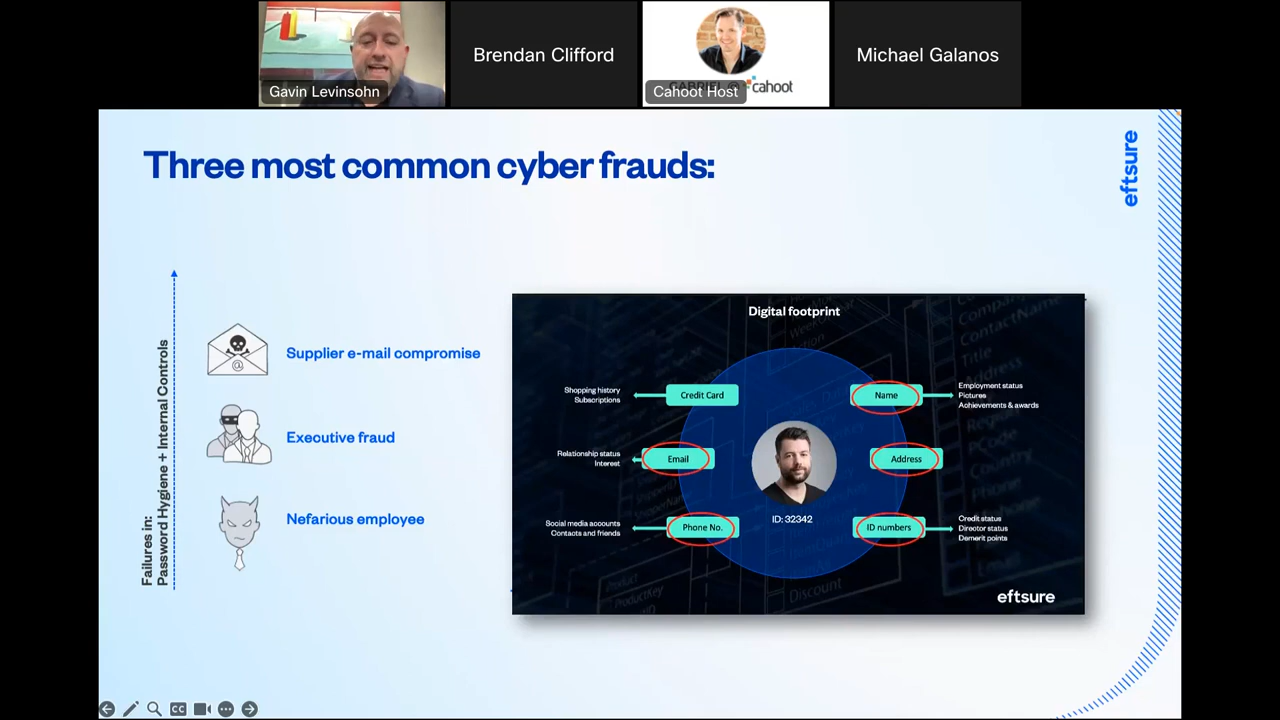 Gavin Levinsohn
Brendan Clifford
cahoot
Cahoot Host
Michael Galanos
Three most common cyber frauds:
eftsure
Failures in:
Password Hygiene + Internal Controls
@
Supplier e-mail compromise
Executive fraud
Nefarious employee
Digital footprint
Shopping history
Subscriptions
Credit Card
Name
Employment status
Pictures
Achievements & awards
Relationship status
Interest
Email
Address
Social media accounts
Contacts and friends
Phone No.
ID: 32342
ID numbers
Credit status
Director status
Demerit points
eftsure
CC